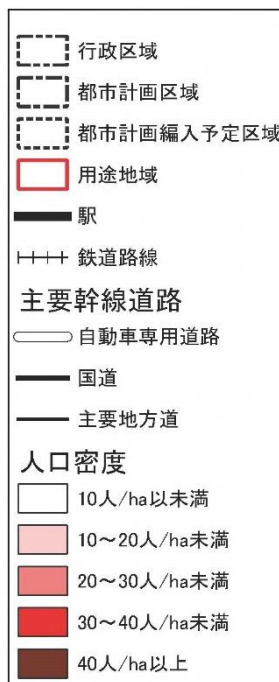 行政区域
都市計画区域
都市計画編入予定区域
用途地域
駅
鉄道路線
主要幹線道路
自動車専用道路
国道
主要地方道
人口密度
10人/ha以未満
10～20人/ha未満
20～30人/ha未満
30～40人/ha未満
40人/ha以上